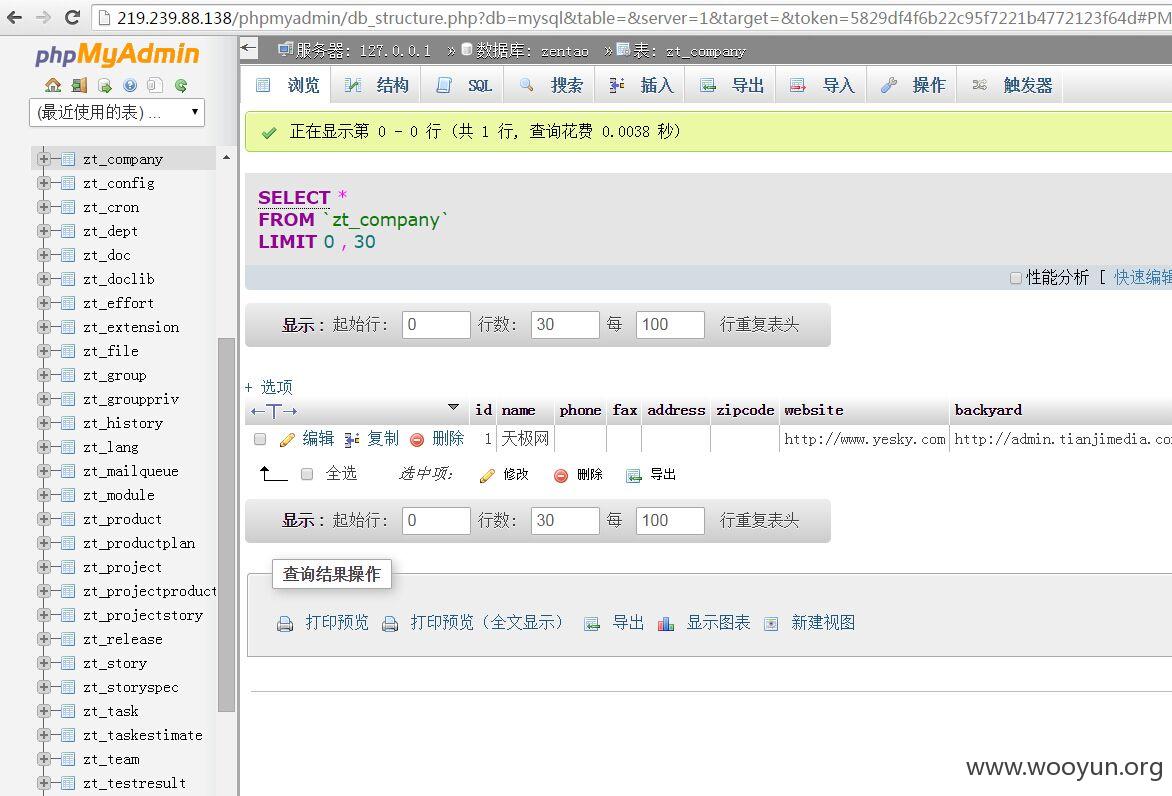 219.239.88.138/phpmyadmin/db_structure.php?db=mysql&table=&server=1&target=&token=5829df4f6b22c95f7221b4772123f64d#PM
phpMyAdmin
(最近使用的表) ...
zt_company
zt_config
zt_cron
zt_dept
zt_doc
zt_doclib
zt_effort
zt_extension
zt_file
zt_group
zt_grouppriv
zt_history
zt_lang
zt_mailqueue
zt_module
zt_product
zt_productplan
zt_project
zt_projectproduct
zt_projectstory
zt_release
zt_story
zt_storyspec
zt_task
zt_taskestimate
zt_team
zt_testresult
服务器: 127.0.0.1 » 数据库: zentao » 表: zt_company
浏览 结构 SQL 搜索 插入 导出 导入 操作 触发器
正在显示第 0 - 0 行 (共 1 行, 查询花费 0.0038 秒)
SELECT *
FROM `zt_company`
LIMIT 0 , 30
性能分析 [ 快速编辑
显示: 起始行: 0 行数: 30 每 100 行重复表头
+ 选项
←T→ id name phone fax address zipcode website backyard
编辑 复制 删除 1 天极网 http://www.yesky.com http://admin.tianjimedia.co
全选 选中项: 修改 删除 导出
显示: 起始行: 0 行数: 30 每 100 行重复表头
查询结果操作
打印预览 打印预览 (全文显示) 导出 显示图表 新建视图
www.wooyun.org